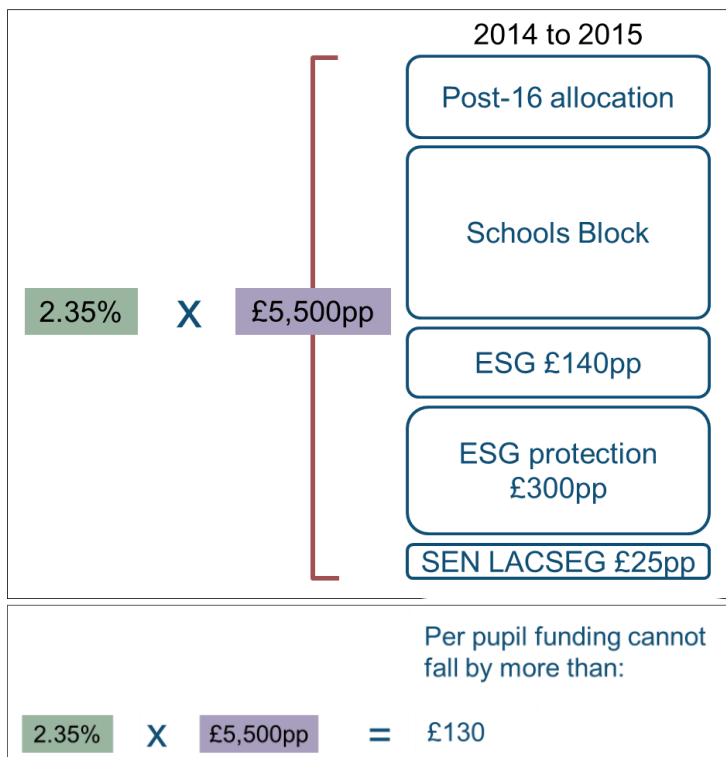 2014 to 2015
Post-16 allocation
Schools Block
2.35% X £5,500pp
ESG £140pp
ESG protection
£300pp
SEN LACSEG £25pp
Per pupil funding cannot
fall by more than:
2.35% X £5,500pp = £130